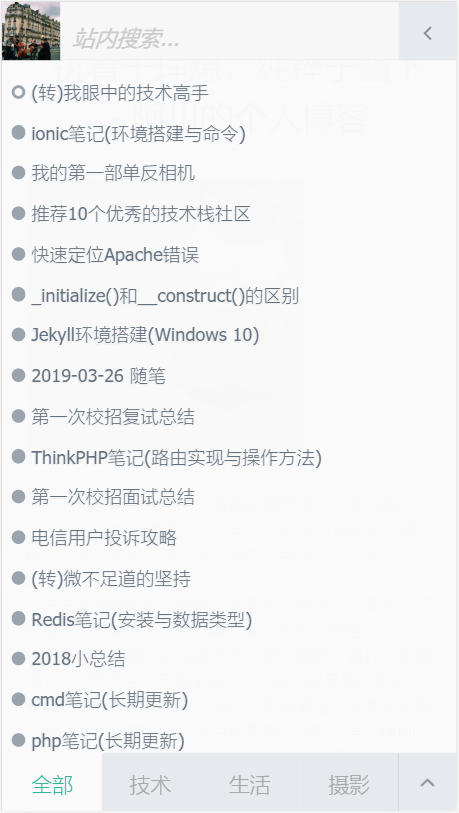 站内搜索...
(转)我眼中的技术高手
ionic笔记(环境搭建与命令)
我的第一部单反相机
推荐10个优秀的技术栈社区
快速定位Apache错误
_initialize()和__construct()的区别
Jekyll环境搭建(Windows 10)
2019-03-26 随笔
第一次校招复试总结
ThinkPHP笔记(路由实现与操作方法)
第一次校招面试总结
电信用户投诉攻略
(转)微不足道的坚持
Redis笔记(安装与数据类型)
2018小总结
cmd笔记(长期更新)
php笔记(长期更新)
全部 技术 生活 摄影